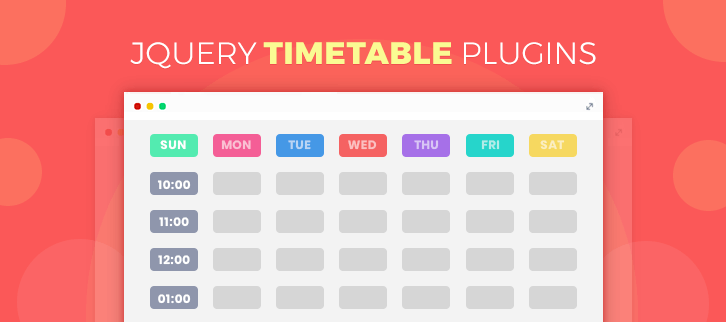 JQUERY TIMETABLE PLUGINS
SUN MON TUE WED THU FRI SAT
10:00
11:00
12:00
01:00